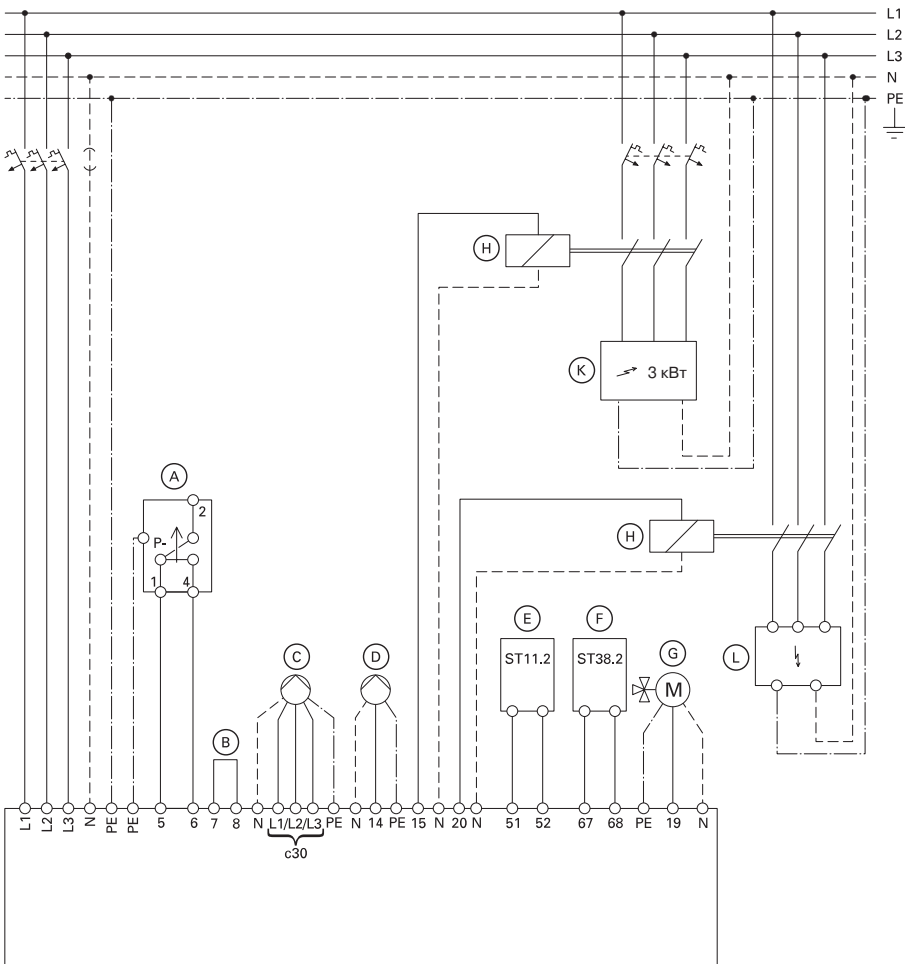 L1
L2
L3
N
PE
H
K
3 кВт
A
2
P-
1 4
H
E
F
ST11.2
ST38.2
G
M
L
C
D
B
L1 L2 L3 N PE PE 5 6 7 8 N L1/L2/L3 PE N 14 PE 15 N 20 N 51 52 67 68 PE 19 N
c30